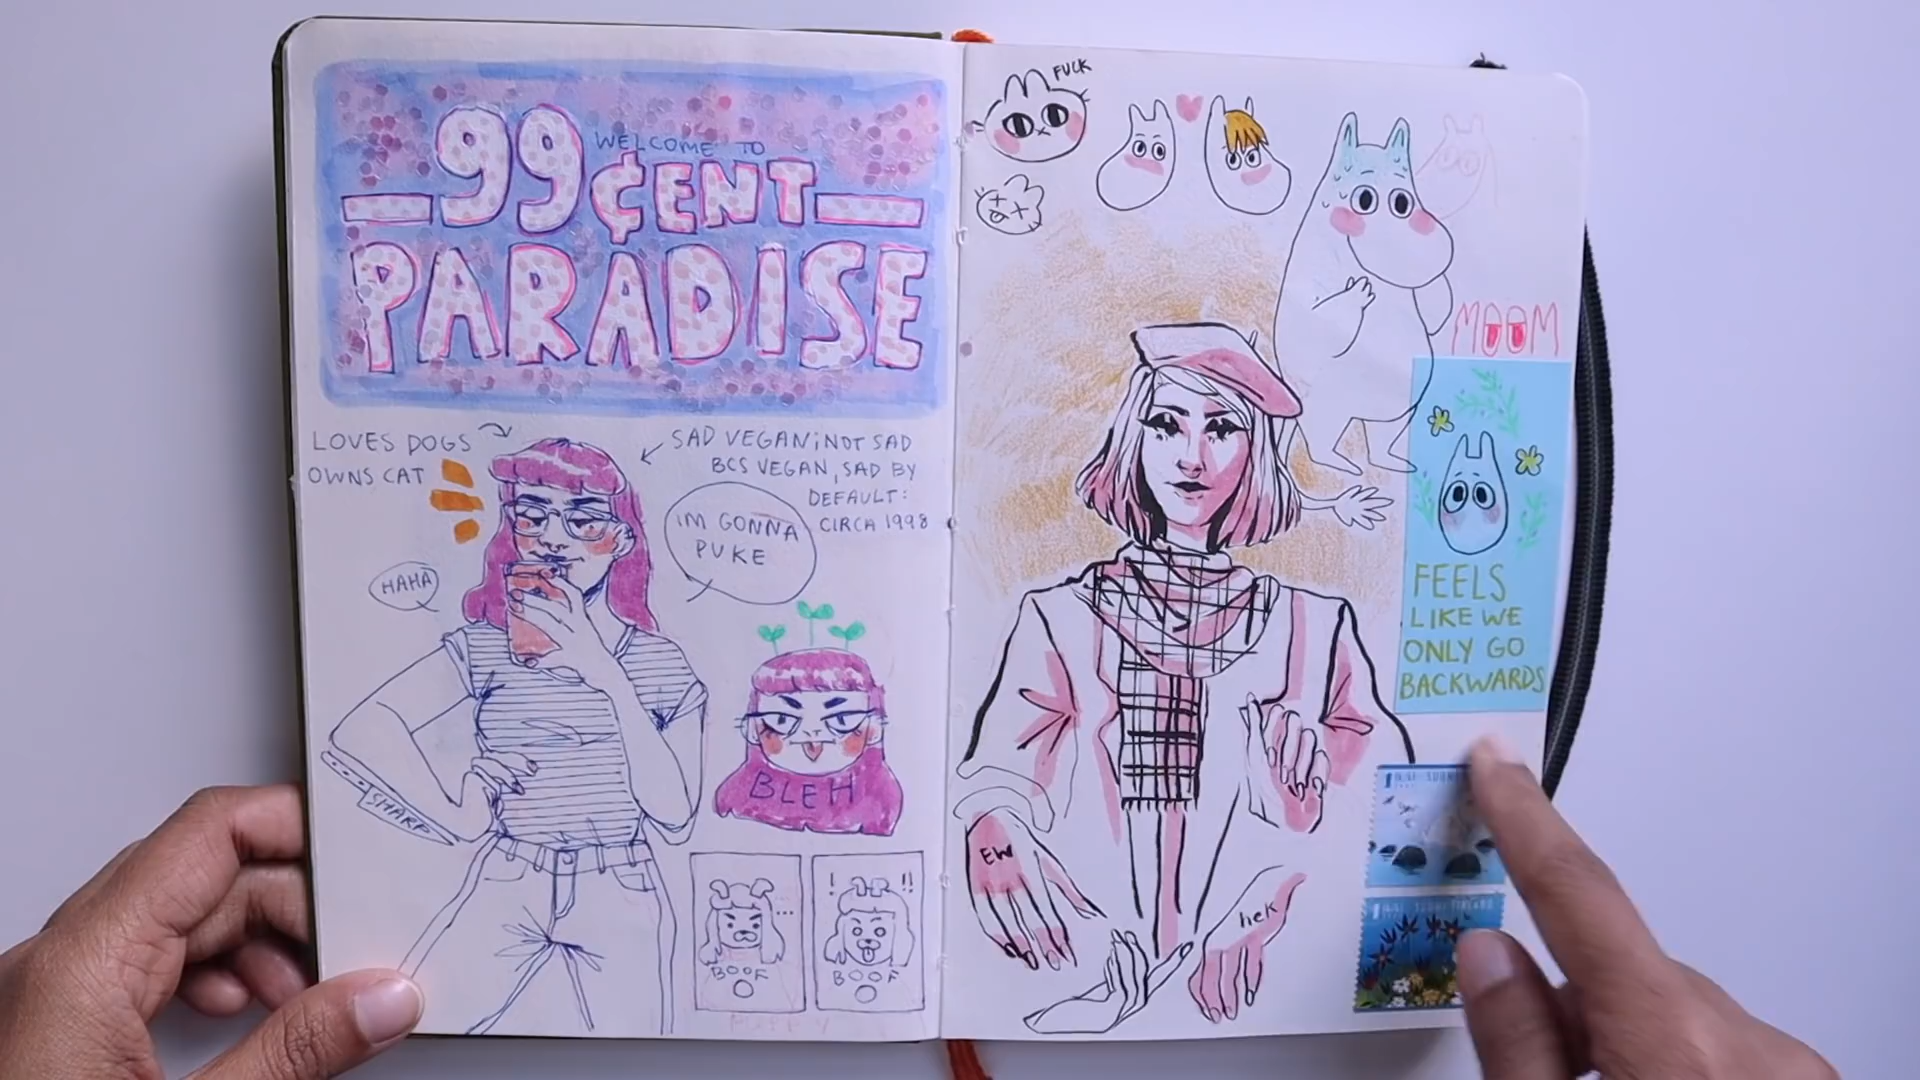 WELCOME TO
99 ¢ENT
PARADISE
LOVES DOGS
OWNS CAT
SAD VEGAN; NOT SAD
BCS VEGAN, SAD BY
DEFAULT:
CIRCA 1998
IM GONNA
PUKE
HAHA
SHARP
BLEH
...
BOOF
! !!
BOOF
PUPPY
FUCK
MOOM
FEELS
LIKE WE
ONLY GO
BACKWARDS
EW
hek